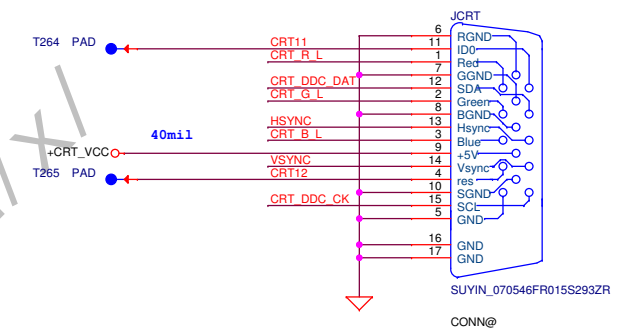 JCRT
6 RGND
T264 PAD CRT11 11 ID0
CRT_R_L 1 Red
7 GGND
CRT_DDC_DAT 12 SDA
CRT_G_L 2 Green
8 BGND
HSYNC 13 Hsync
40mil CRT_B_L 3 Blue
+CRT_VCC 9 +5V
VSYNC 14 Vsync
T265 PAD CRT12 4 res
10 SGND
CRT_DDC_CK 15 SCL
5 GND
16 GND
17 GND
SUYIN_070546FR015S293ZR
CONN@